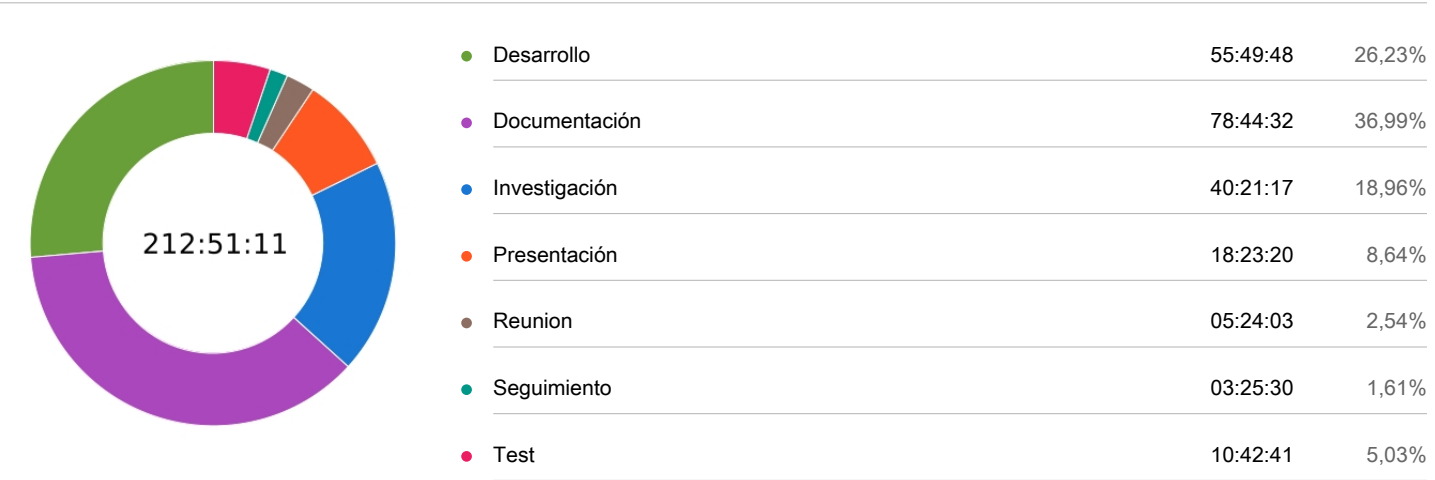 212:51:11
Desarrollo 55:49:48 26,23%
Documentación 78:44:32 36,99%
Investigación 40:21:17 18,96%
Presentación 18:23:20 8,64%
Reunion 05:24:03 2,54%
Seguimiento 03:25:30 1,61%
Test 10:42:41 5,03%